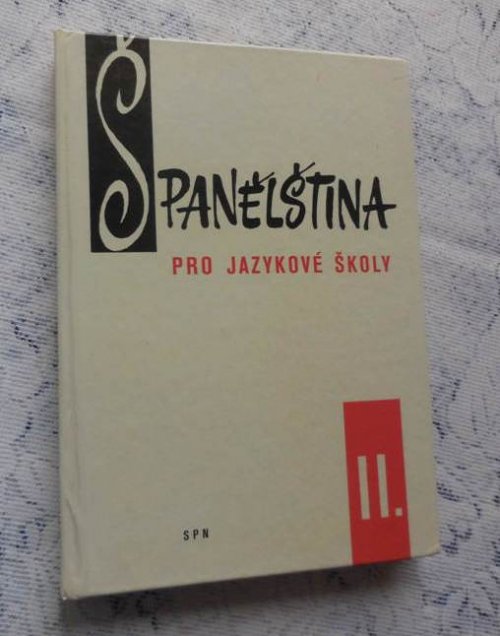 ŠPANĚLŠTINA
PRO JAZYKOVÉ ŠKOLY
II.
SPN